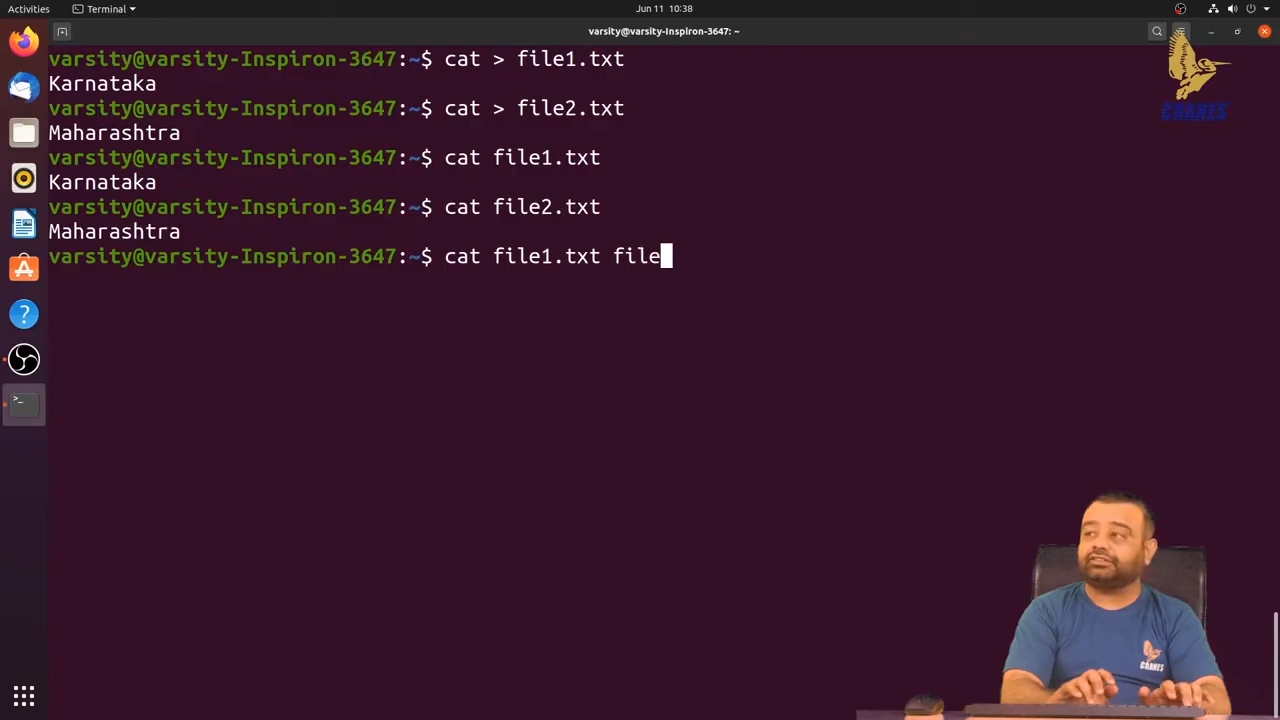 Activities Terminal Jun 11 10:38
varsity@varsity-Inspiron-3647: ~
varsity@varsity-Inspiron-3647:~$ cat > file1.txt
Karnataka
varsity@varsity-Inspiron-3647:~$ cat > file2.txt
Maharashtra
varsity@varsity-Inspiron-3647:~$ cat file1.txt
Karnataka
varsity@varsity-Inspiron-3647:~$ cat file2.txt
Maharashtra
varsity@varsity-Inspiron-3647:~$ cat file1.txt file
CRANES
CRANES